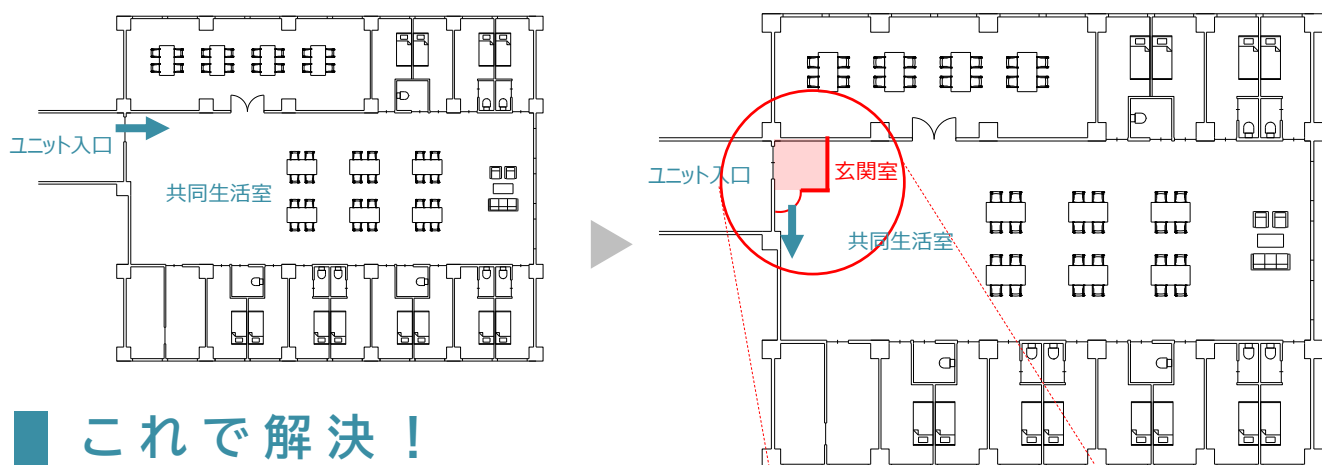 ユニット入口
共同生活室
ユニット入口
玄関室
共同生活室
これで解決！